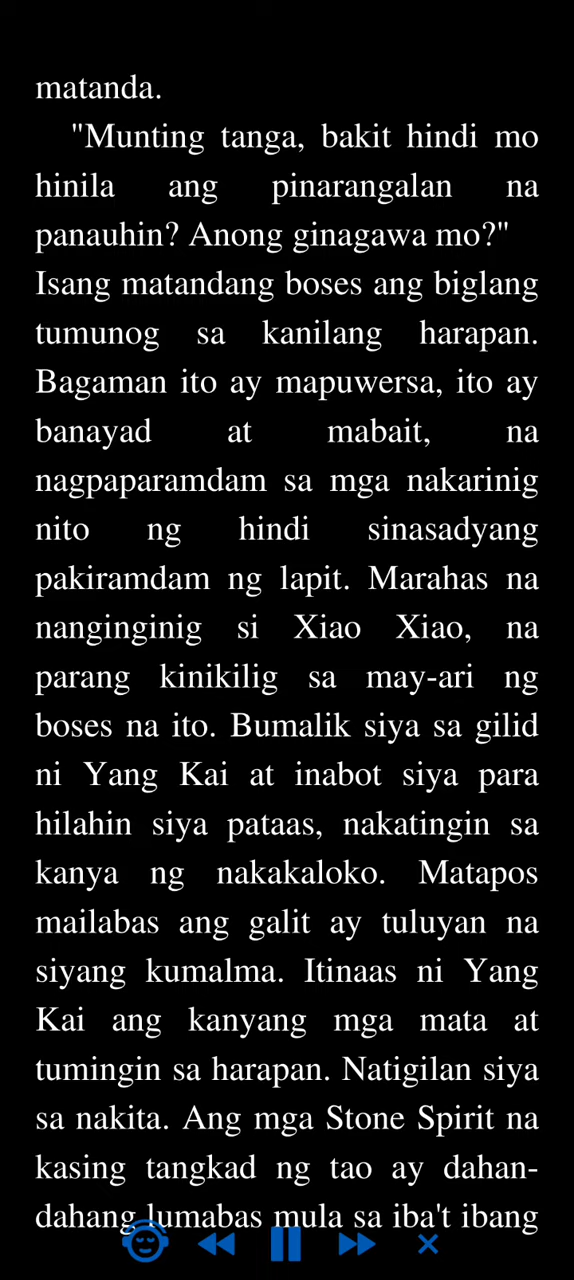 matanda.
"Munting tanga, bakit hindi mo
hinila ang pinarangalan na
panauhin? Anong ginagawa mo?"
Isang matandang boses ang biglang
tumunog sa kanilang harapan.
Bagaman ito ay mapuwersa, ito ay
banayad at mabait, na
nagpaparamdam sa mga nakarinig
nito ng hindi sinasadyang
pakiramdam ng lapit. Marahas na
nanginginig si Xiao Xiao, na
parang kinikilig sa may-ari ng
boses na ito. Bumalik siya sa gilid
ni Yang Kai at inabot siya para
hilahin siya pataas, nakatingin sa
kanya ng nakakaloko. Matapos
mailabas ang galit ay tuluyan na
siyang kumalma. Itinaas ni Yang
Kai ang kanyang mga mata at
tumingin sa harapan. Natigilan siya
sa nakita. Ang mga Stone Spirit na
kasing tangkad ng tao ay dahan-
dahang lumabas mula sa iba't ibang